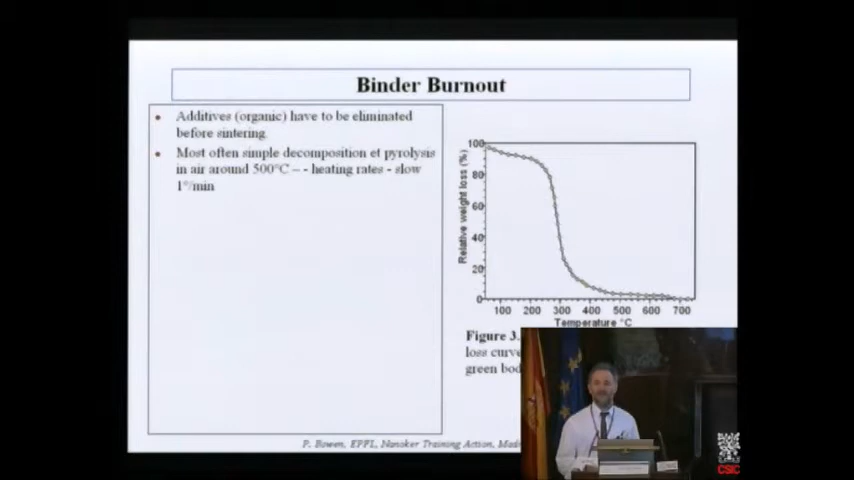 Binder Burnout
• Additives (organic) have to be eliminated
before sintering
• Most often simple decomposition et pyrolysis
in air around 500°C – - heating rates - slow
1°/min
Relative weight loss (%)
100
80
60
40
20
0
100 200 300 400 500 600 700
Temperature °C
Figure 3.
loss curve
green bod
P. Bowen, EPFL, Nanoker Training Action, Mad
CSIC